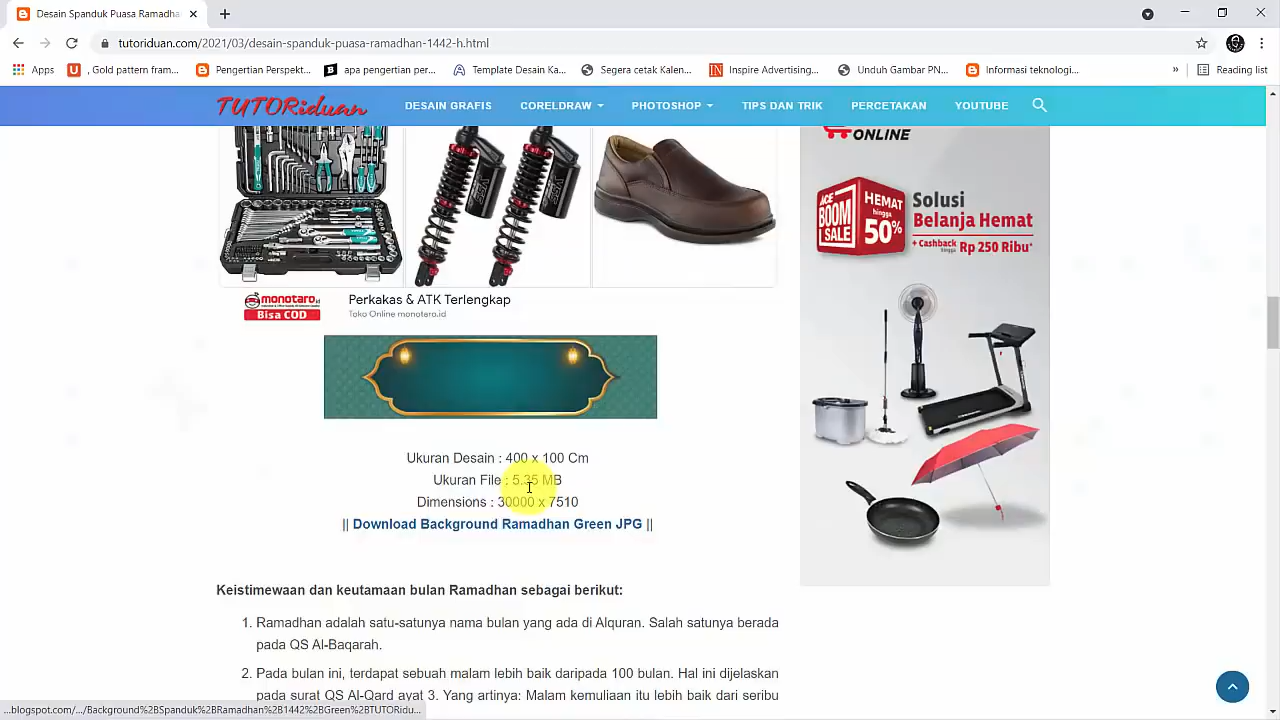 Desain Spanduk Puasa Ramadha
tutoriduan.com/2021/03/desain-spanduk-puasa-ramadhan-1442-h.html
Apps
, Gold pattern fram...
Pengertian Perspekt...
apa pengertian per...
Template Desain Ka...
Segera cetak Kalen...
Inspire Advertising...
Unduh Gambar PN...
Informasi teknologi...
»
Reading list
TUTORiduan
DESAIN GRAFIS
CORELDRAW
PHOTOSHOP
TIPS DAN TRIK
PERCETAKAN
YOUTUBE
ONLINE
ACE BOOM SALE
HEMAT
hingga
50%
Solusi
Belanja Hemat
+ Cashback hingga Rp 250 Ribu*
monotaro.id
Bisa COD
Perkakas & ATK Terlengkap
Toko Online monotaro.id
Ukuran Desain : 400 x 100 Cm
Ukuran File : 5.35 MB
Dimensions : 30000 x 7510
|| Download Background Ramadhan Green JPG ||
Keistimewaan dan keutamaan bulan Ramadhan sebagai berikut:
1. Ramadhan adalah satu-satunya nama bulan yang ada di Alquran. Salah satunya berada
pada QS Al-Baqarah.
2. Pada bulan ini, terdapat sebuah malam lebih baik daripada 100 bulan. Hal ini dijelaskan
pada surat QS Al-Qard ayat 3. Yang artinya: Malam kemuliaan itu lebih baik dari seribu
...blogspot.com/.../Background%2BSpanduk%2BRamadhan%2B1442%2BGreen%2BTUTORidu...